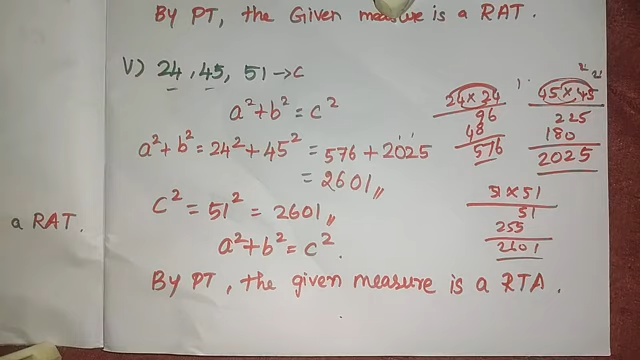 By PT, the Given measure is a RAT.
V) 24, 45, 51 → c
a²+b² = c²
a²+b² = 24²+45² = 576 + 2025
= 2601
c² = 51² = 2601
a²+b² = c².
By PT, the given measure is a RTA.
24 × 24
96
48
576
45 × 45
225
180
2025
51 × 51
51
255
2601
a RAT.